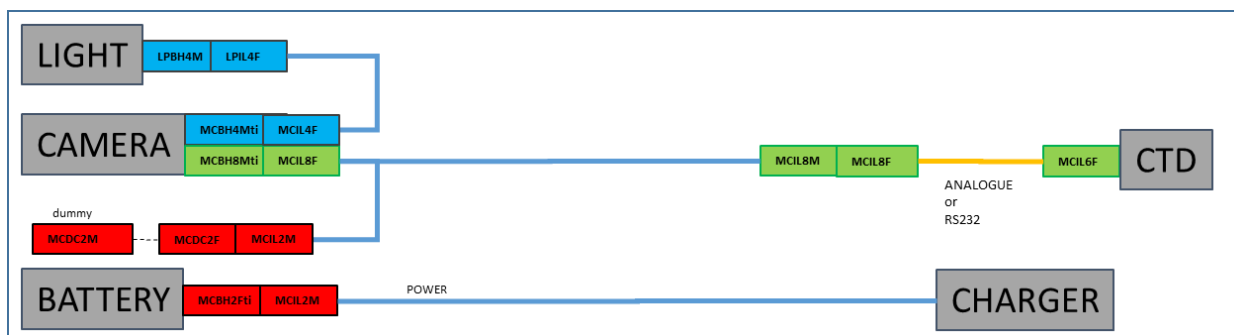 LIGHT LPBH4M LPIL4F
CAMERA MCBH4Mti MCIL4F
MCBH8Mti MCIL8F MCIL8M MCIL8F MCIL6F CTD
ANALOGUE
or
RS232
dummy
MCDC2M MCDC2F MCIL2M
BATTERY MCBH2Fti MCIL2M POWER CHARGER